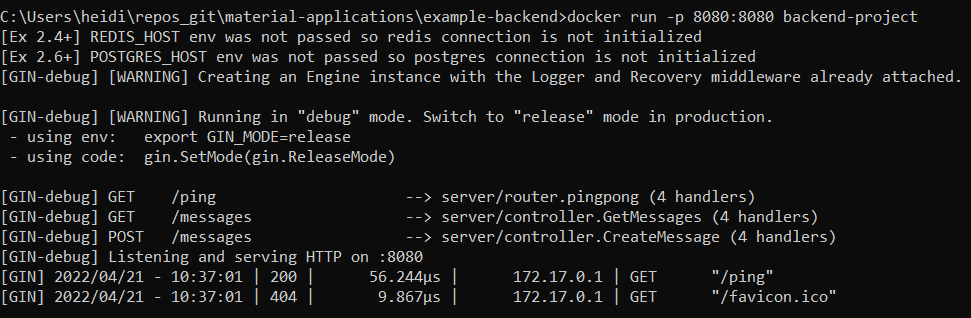 C:\Users\heidi\repos_git\material-applications\example-backend>docker run -p 8080:8080 backend-project
[Ex 2.4+] REDIS_HOST env was not passed so redis connection is not initialized
[Ex 2.6+] POSTGRES_HOST env was not passed so postgres connection is not initialized
[GIN-debug] [WARNING] Creating an Engine instance with the Logger and Recovery middleware already attached.
[GIN-debug] [WARNING] Running in "debug" mode. Switch to "release" mode in production.
 - using env:   export GIN_MODE=release
 - using code:  gin.SetMode(gin.ReleaseMode)
[GIN-debug] GET    /ping                     --> server/router.pingpong (4 handlers)
[GIN-debug] GET    /messages                 --> server/controller.GetMessages (4 handlers)
[GIN-debug] POST   /messages                 --> server/controller.CreateMessage (4 handlers)
[GIN-debug] Listening and serving HTTP on :8080
[GIN] 2022/04/21 - 10:37:01 | 200 |      56.244µs |      172.17.0.1 | GET      "/ping"
[GIN] 2022/04/21 - 10:37:01 | 404 |       9.867µs |      172.17.0.1 | GET      "/favicon.ico"